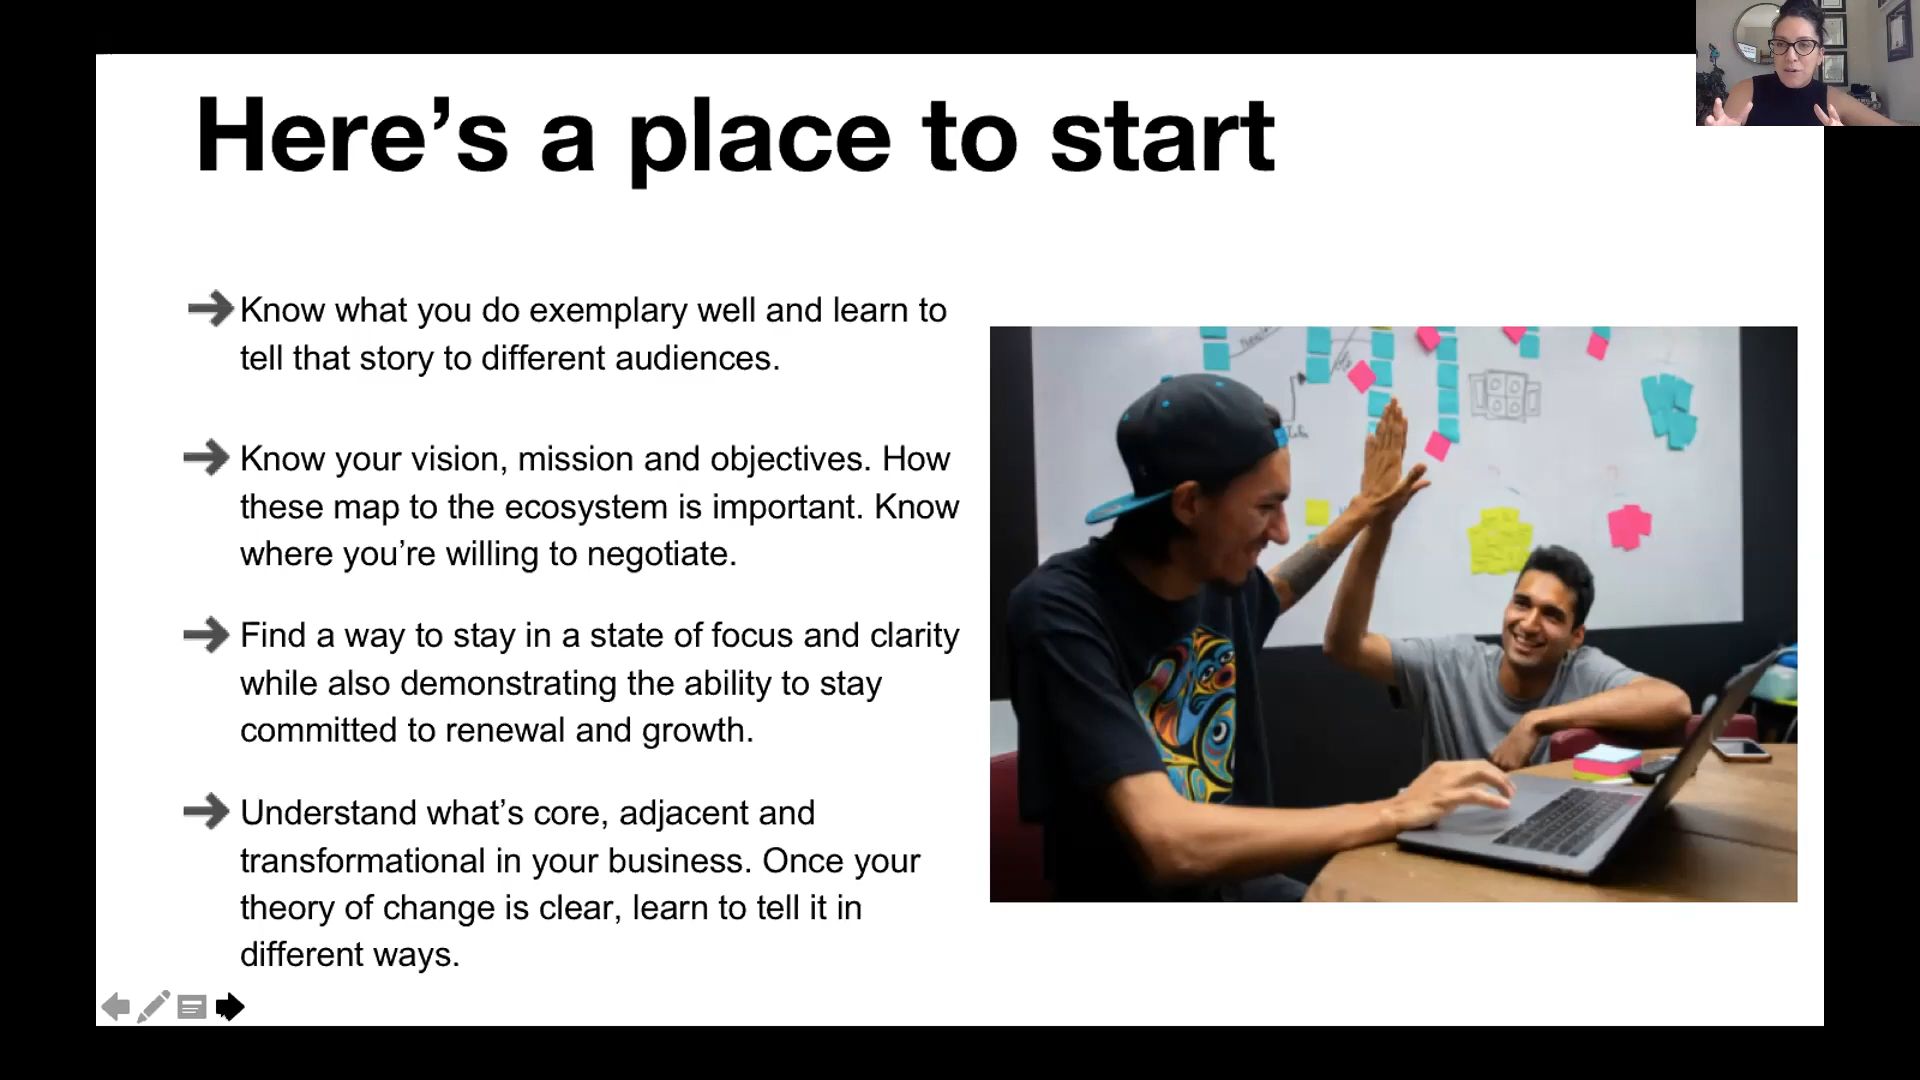 Here’s a place to start
Know what you do exemplary well and learn to
tell that story to different audiences.
Know your vision, mission and objectives. How
these map to the ecosystem is important. Know
where you’re willing to negotiate.
Find a way to stay in a state of focus and clarity
while also demonstrating the ability to stay
committed to renewal and growth.
Understand what’s core, adjacent and
transformational in your business. Once your
theory of change is clear, learn to tell it in
different ways.